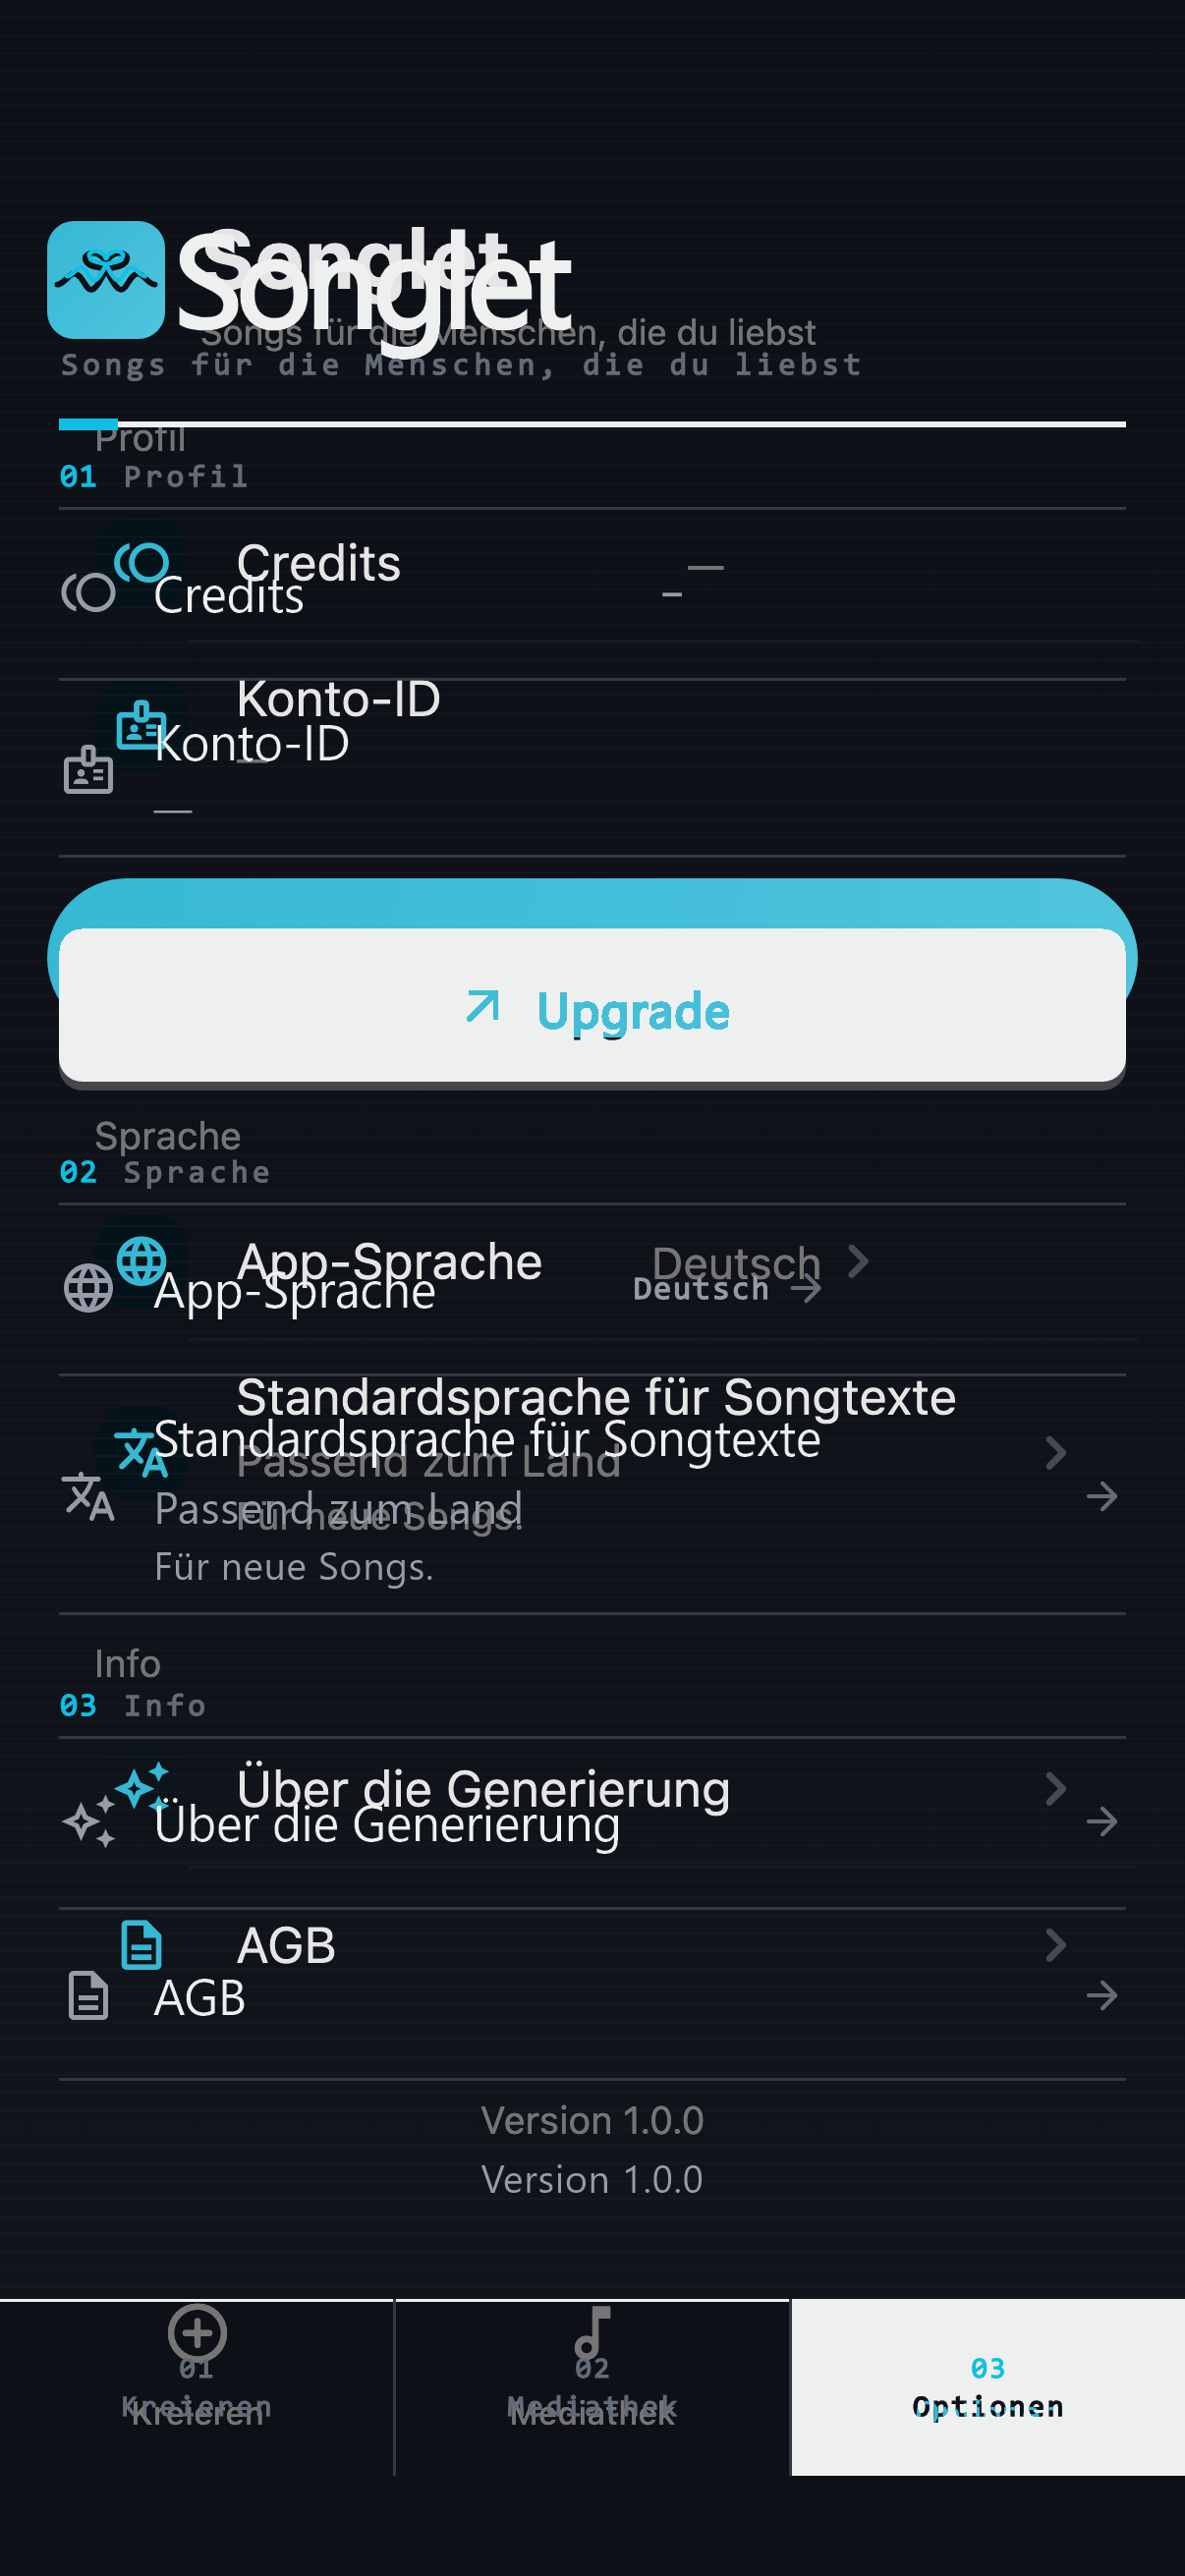 Songlet
Songlet
Songs für die Menschen, die du liebst
Songs für die Menschen, die du liebst
Profil
01 Profil
Credits —
Credits –
Konto-ID
Konto-ID
—
—
Upgrade
Sprache
02 Sprache
App-Sprache Deutsch
App-Sprache Deutsch
Standardsprache für Songtexte
Standardsprache für Songtexte
Passend zum Land
Passend zum Land
Für neue Songs.
Für neue Songs.
Info
03 Info
Über die Generierung
Über die Generierung
AGB
AGB
Version 1.0.0
Version 1.0.0
01 02 03
Kreieren Mediathek Optionen
Kreieren Mediathek Optionen